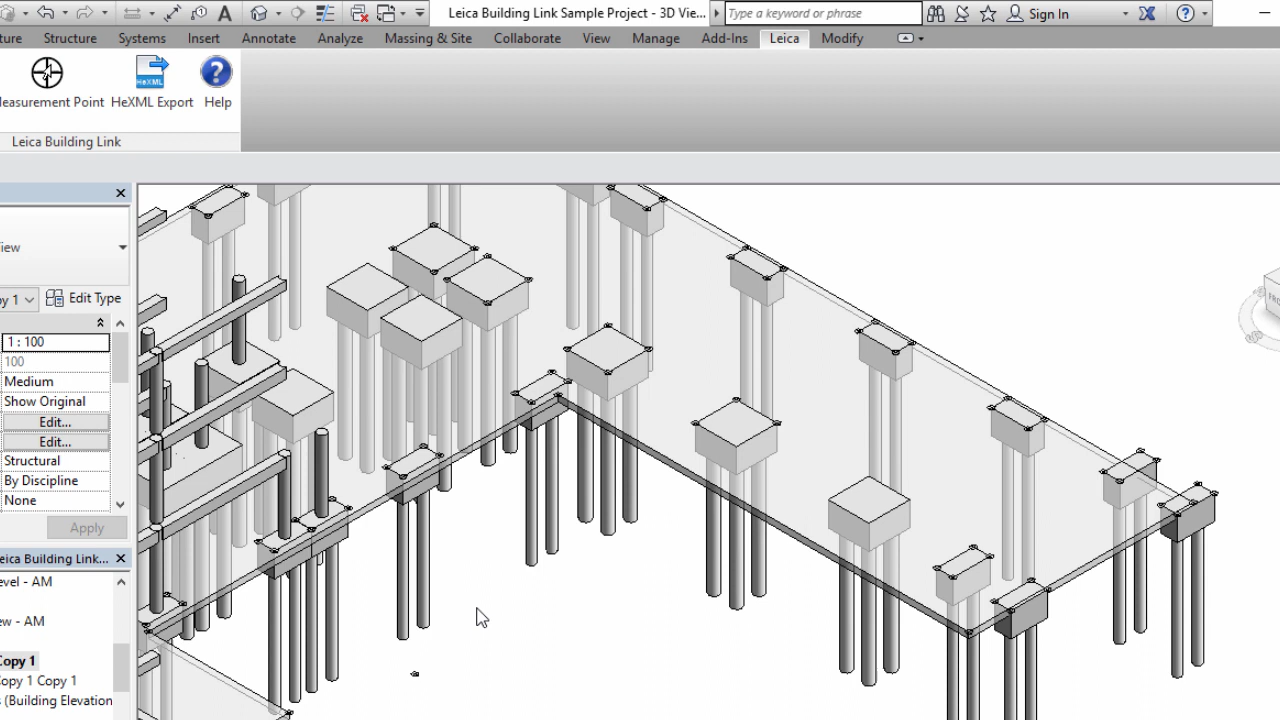 Leica Building Link Sample Project - 3D Vie...
Type a keyword or phrase
Sign In
ture Structure Systems Insert Annotate Analyze Massing & Site Collaborate View Manage Add-Ins Leica Modify
HeXML
easurement Point HeXML Export Help
Leica Building Link
iew
py 1 Edit Type
1 : 100
100
Medium
Show Original
Edit...
Edit...
Structural
By Discipline
None
Apply
eica Building Link...
evel - AM
ew - AM
Copy 1
Copy 1 Copy 1
s (Building Elevation